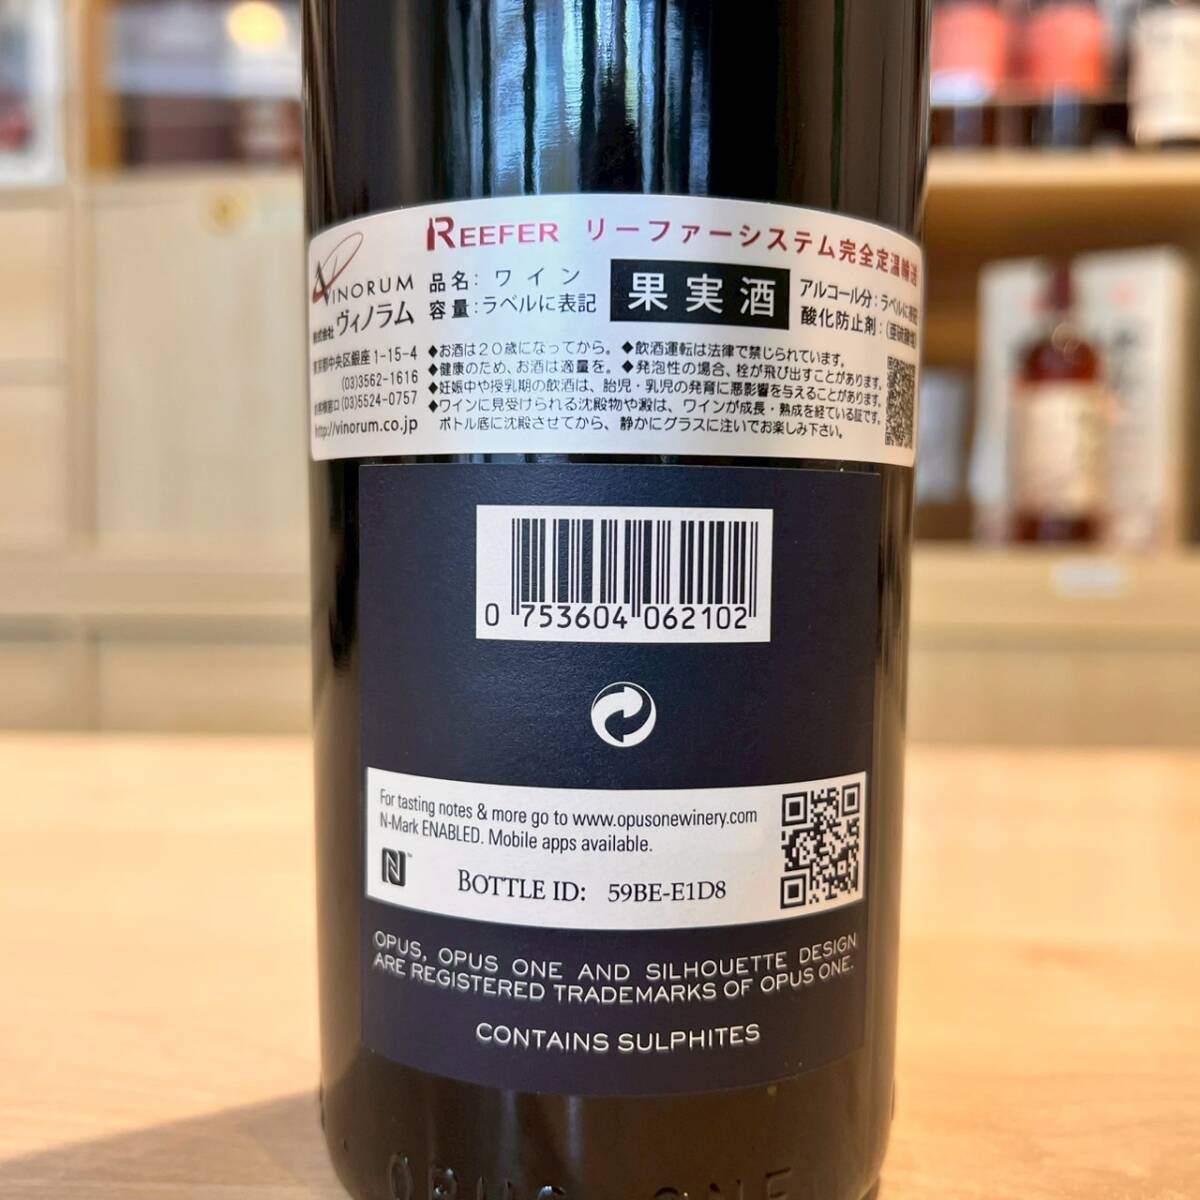 REEFER リーファーシステム完全定温輸送
VINORUM
株式会社 ヴィノラム
東京都中央区銀座1-15-4
(03)3562-1616
(03)5524-0757
http://vinorum.co.jp
品名: ワイン
容量:ラベルに表記
果実酒
アルコール分:ラベルに表記
酸化防止剤:(亜硫酸塩)
◆お酒は20歳になってから。◆飲酒運転は法律で禁じられています。
◆健康のため、お酒は適量を。◆発泡性の場合、栓が飛び出すことがあります。
◆妊娠中や授乳期の飲酒は、胎児・乳児の発育に悪影響を与えることがあります。
◆ワインに見受けられる沈殿物や澱は、ワインが成長・熟成を経ている証です。
ボトル底に沈殿させてから、静かにグラスに注いでお楽しみ下さい。
0 753604 062102
For tasting notes & more go to www.opusonewinery.com
N-Mark ENABLED. Mobile apps available.
N™
BOTTLE ID: 59BE-E1D8
OPUS, OPUS ONE AND SILHOUETTE DESIGN
ARE REGISTERED TRADEMARKS OF OPUS ONE.
CONTAINS SULPHITES
OPUS ONE